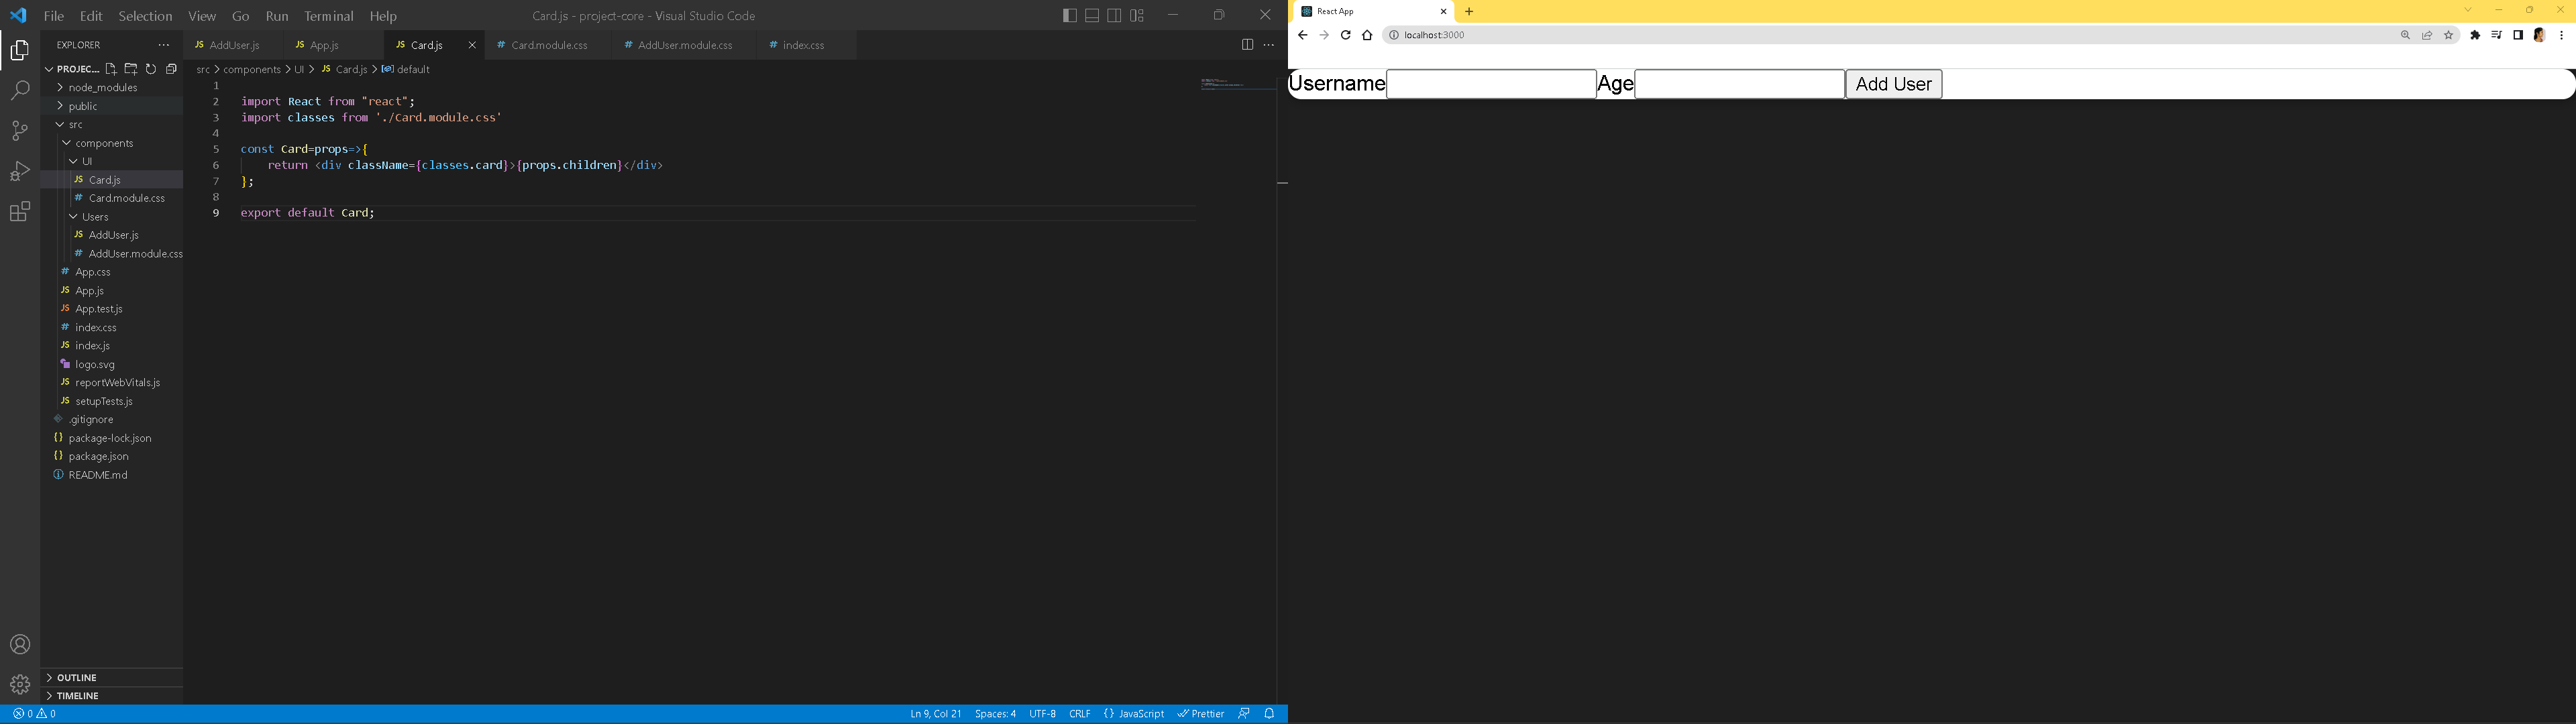 File Edit Selection View Go Run Terminal Help
Card.js - project-core - Visual Studio Code
EXPLORER
PROJEC...
node_modules
public
src
components
UI
JS Card.js
# Card.module.css
Users
JS AddUser.js
# AddUser.module.css
# App.css
JS App.js
JS App.test.js
# index.css
JS index.js
logo.svg
JS reportWebVitals.js
JS setupTests.js
.gitignore
{} package-lock.json
{} package.json
README.md
OUTLINE
TIMELINE
JS AddUser.js JS App.js JS Card.js # Card.module.css # AddUser.module.css # index.css
src > components > UI > JS Card.js > default
1
2 import React from "react";
3 import classes from './Card.module.css'
4
5 const Card=props=>{
6 return <div className={classes.card}>{props.children}</div>
7 };
8
9 export default Card;
0 0
Ln 9, Col 21 Spaces: 4 UTF-8 CRLF {} JavaScript Prettier
React App
localhost:3000
Username Age Add User